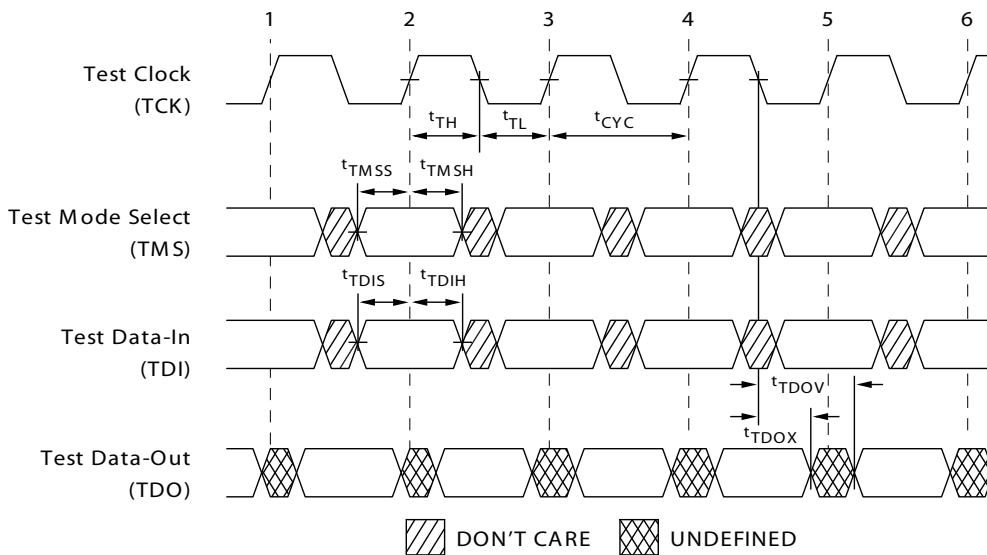 1 2 3 4 5 6
Test Clock
(TCK)
tTH tTL tCYC
tTMSS tTMSH
Test Mode Select
(TMS)
tTDIS tTDIH
Test Data-In
(TDI)
tTDOV
tTDOX
Test Data-Out
(TDO)
DON'T CARE UNDEFINED